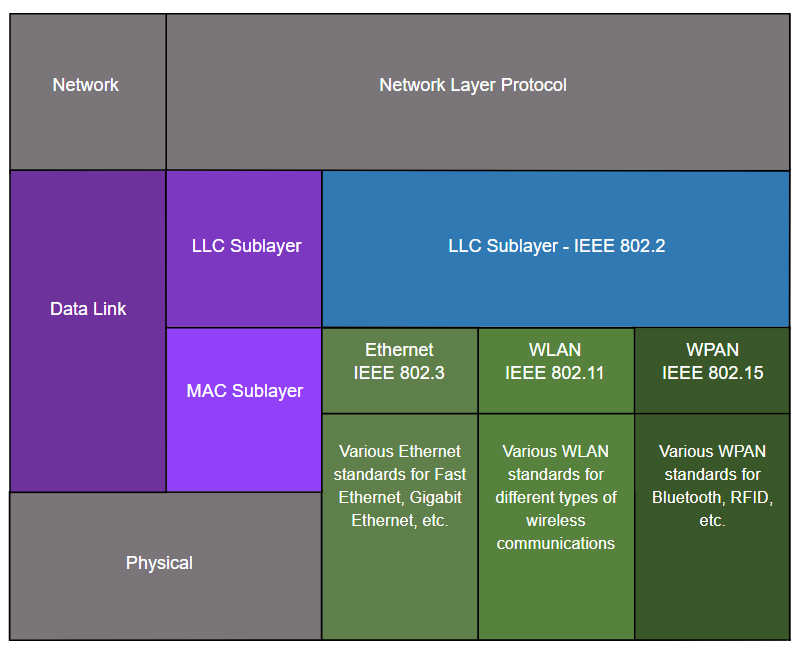 Network
Network Layer Protocol
LLC Sublayer
LLC Sublayer - IEEE 802.2
Data Link
MAC Sublayer
Ethernet
IEEE 802.3
WLAN
IEEE 802.11
WPAN
IEEE 802.15
Various Ethernet
standards for Fast
Ethernet, Gigabit
Ethernet, etc.
Various WLAN
standards for
different types of
wireless
communications
Various WPAN
standards for
Bluetooth, RFID,
etc.
Physical